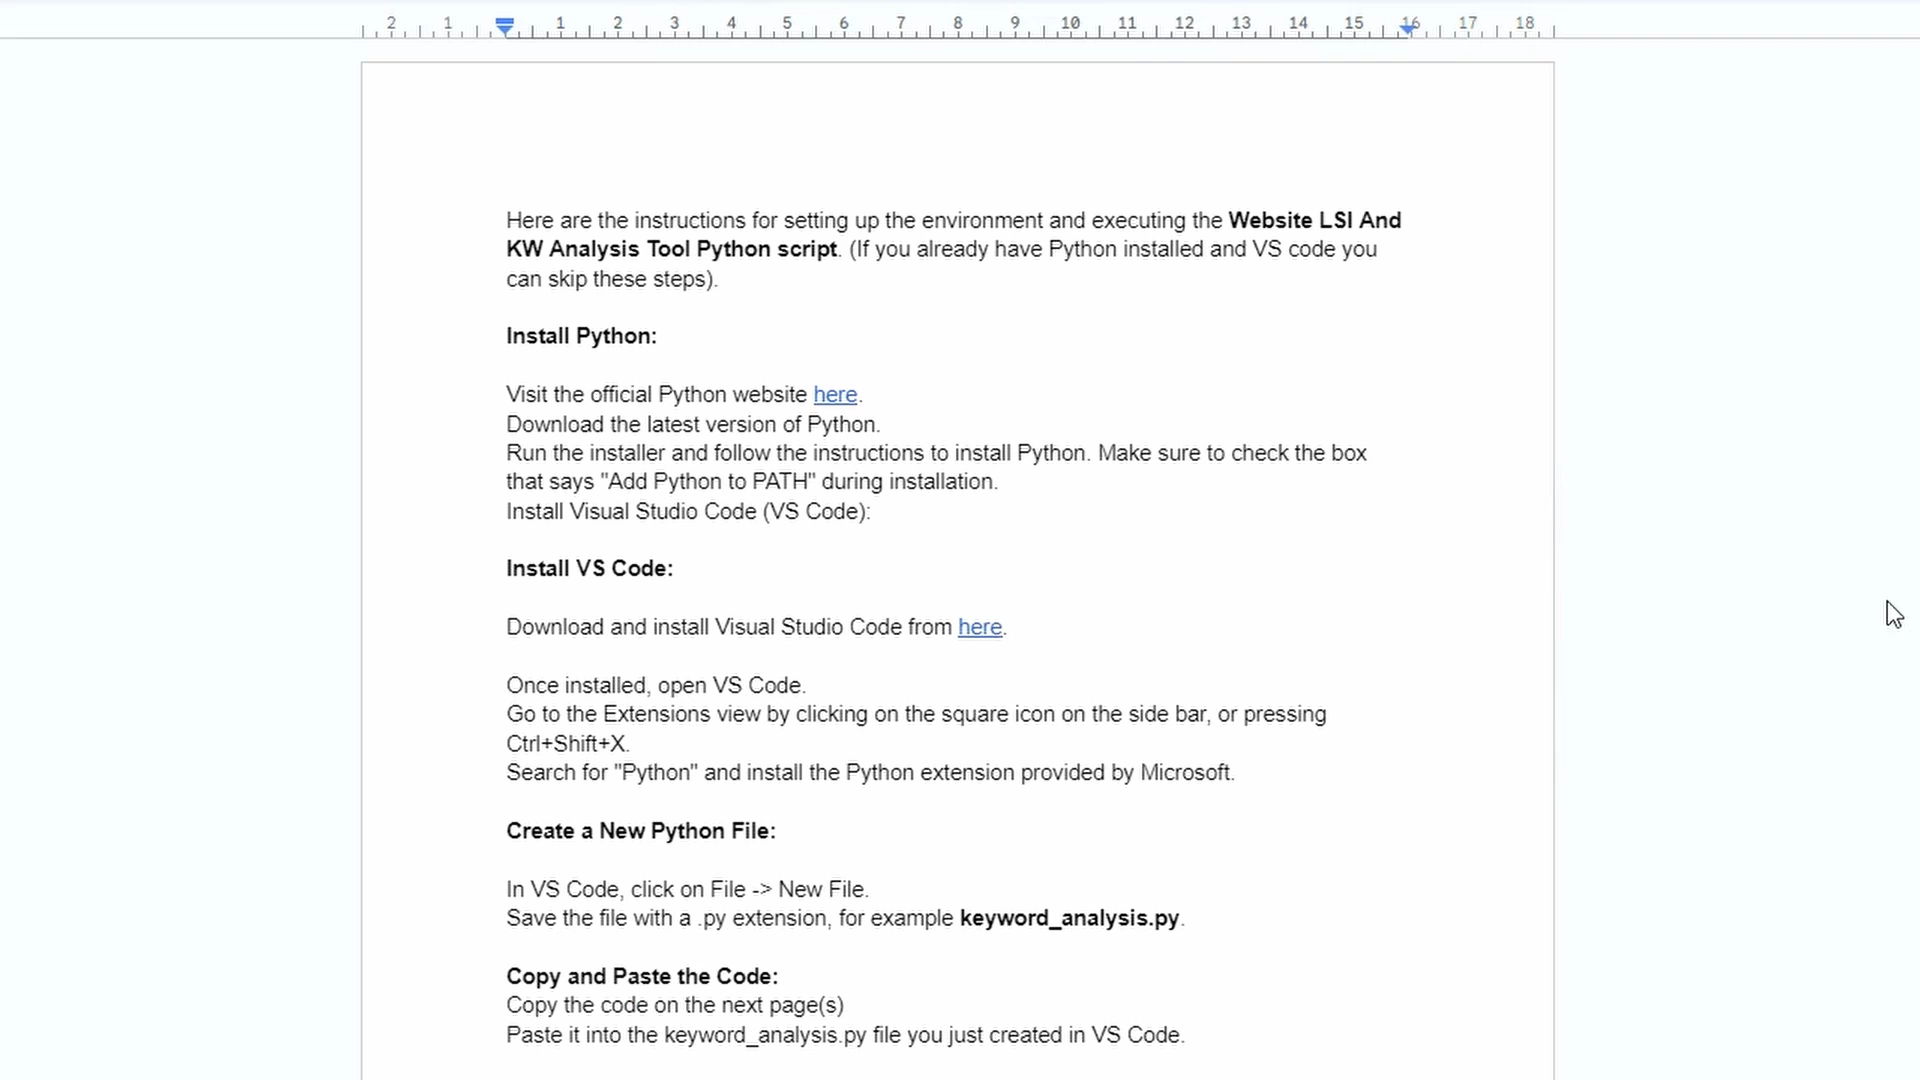 2 1 1 2 3 4 5 6 7 8 9 10 11 12 13 14 15 16 17 18
Here are the instructions for setting up the environment and executing the Website LSI And
KW Analysis Tool Python script. (If you already have Python installed and VS code you
can skip these steps).
Install Python:
Visit the official Python website here.
Download the latest version of Python.
Run the installer and follow the instructions to install Python. Make sure to check the box
that says "Add Python to PATH" during installation.
Install Visual Studio Code (VS Code):
Install VS Code:
Download and install Visual Studio Code from here.
Once installed, open VS Code.
Go to the Extensions view by clicking on the square icon on the side bar, or pressing
Ctrl+Shift+X.
Search for "Python" and install the Python extension provided by Microsoft.
Create a New Python File:
In VS Code, click on File -> New File.
Save the file with a .py extension, for example keyword_analysis.py.
Copy and Paste the Code:
Copy the code on the next page(s)
Paste it into the keyword_analysis.py file you just created in VS Code.